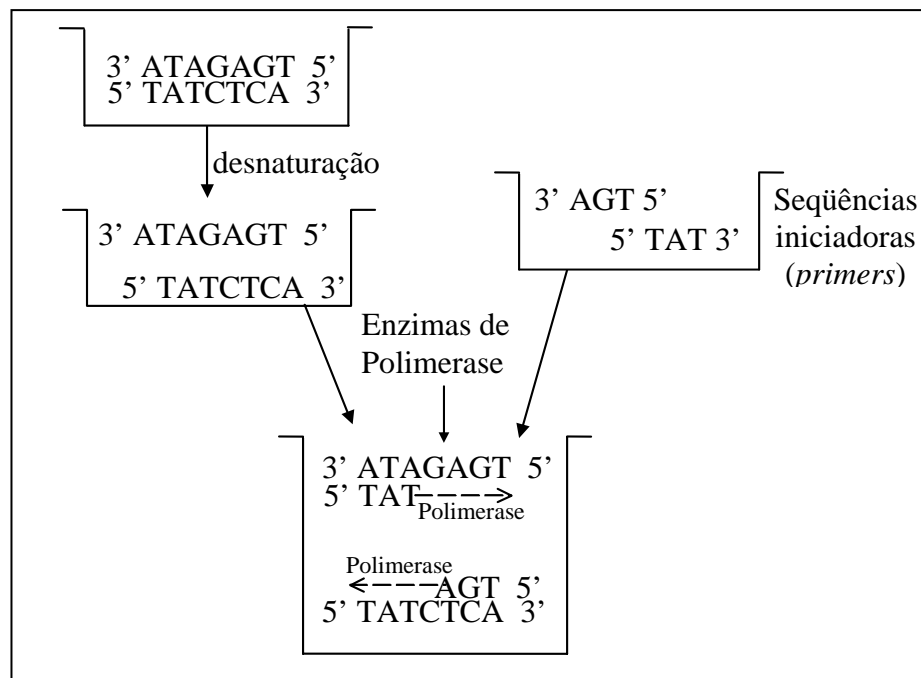 3’ ATAGAGT 5’
5’ TATCTCA 3’
desnaturação
3’ ATAGAGT 5’
5’ TATCTCA 3’
3’ AGT 5’
5’ TAT 3’
Seqüências
iniciadoras
(primers)
Enzimas de
Polimerase
3’ ATAGAGT 5’
5’ TAT
Polimerase
Polimerase
AGT 5’
5’ TATCTCA 3’